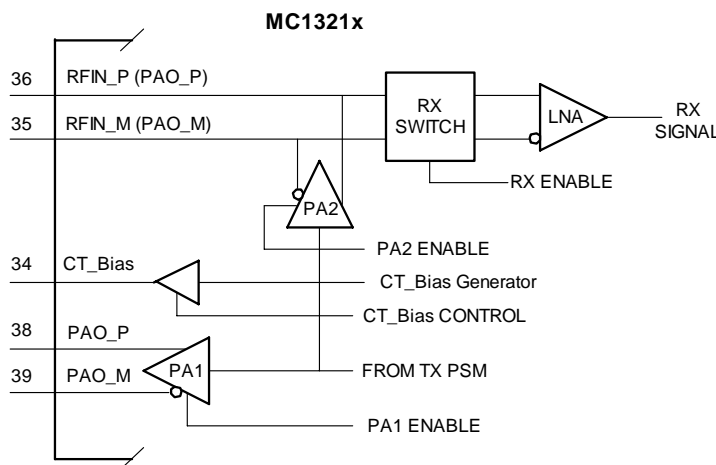 MC1321x
36 RFIN_P (PAO_P)
35 RFIN_M (PAO_M)
RX SWITCH
LNA
RX SIGNAL
RX ENABLE
PA2
PA2 ENABLE
34 CT_Bias
CT_Bias Generator
CT_Bias CONTROL
38 PAO_P
39 PAO_M
PA1
FROM TX PSM
PA1 ENABLE